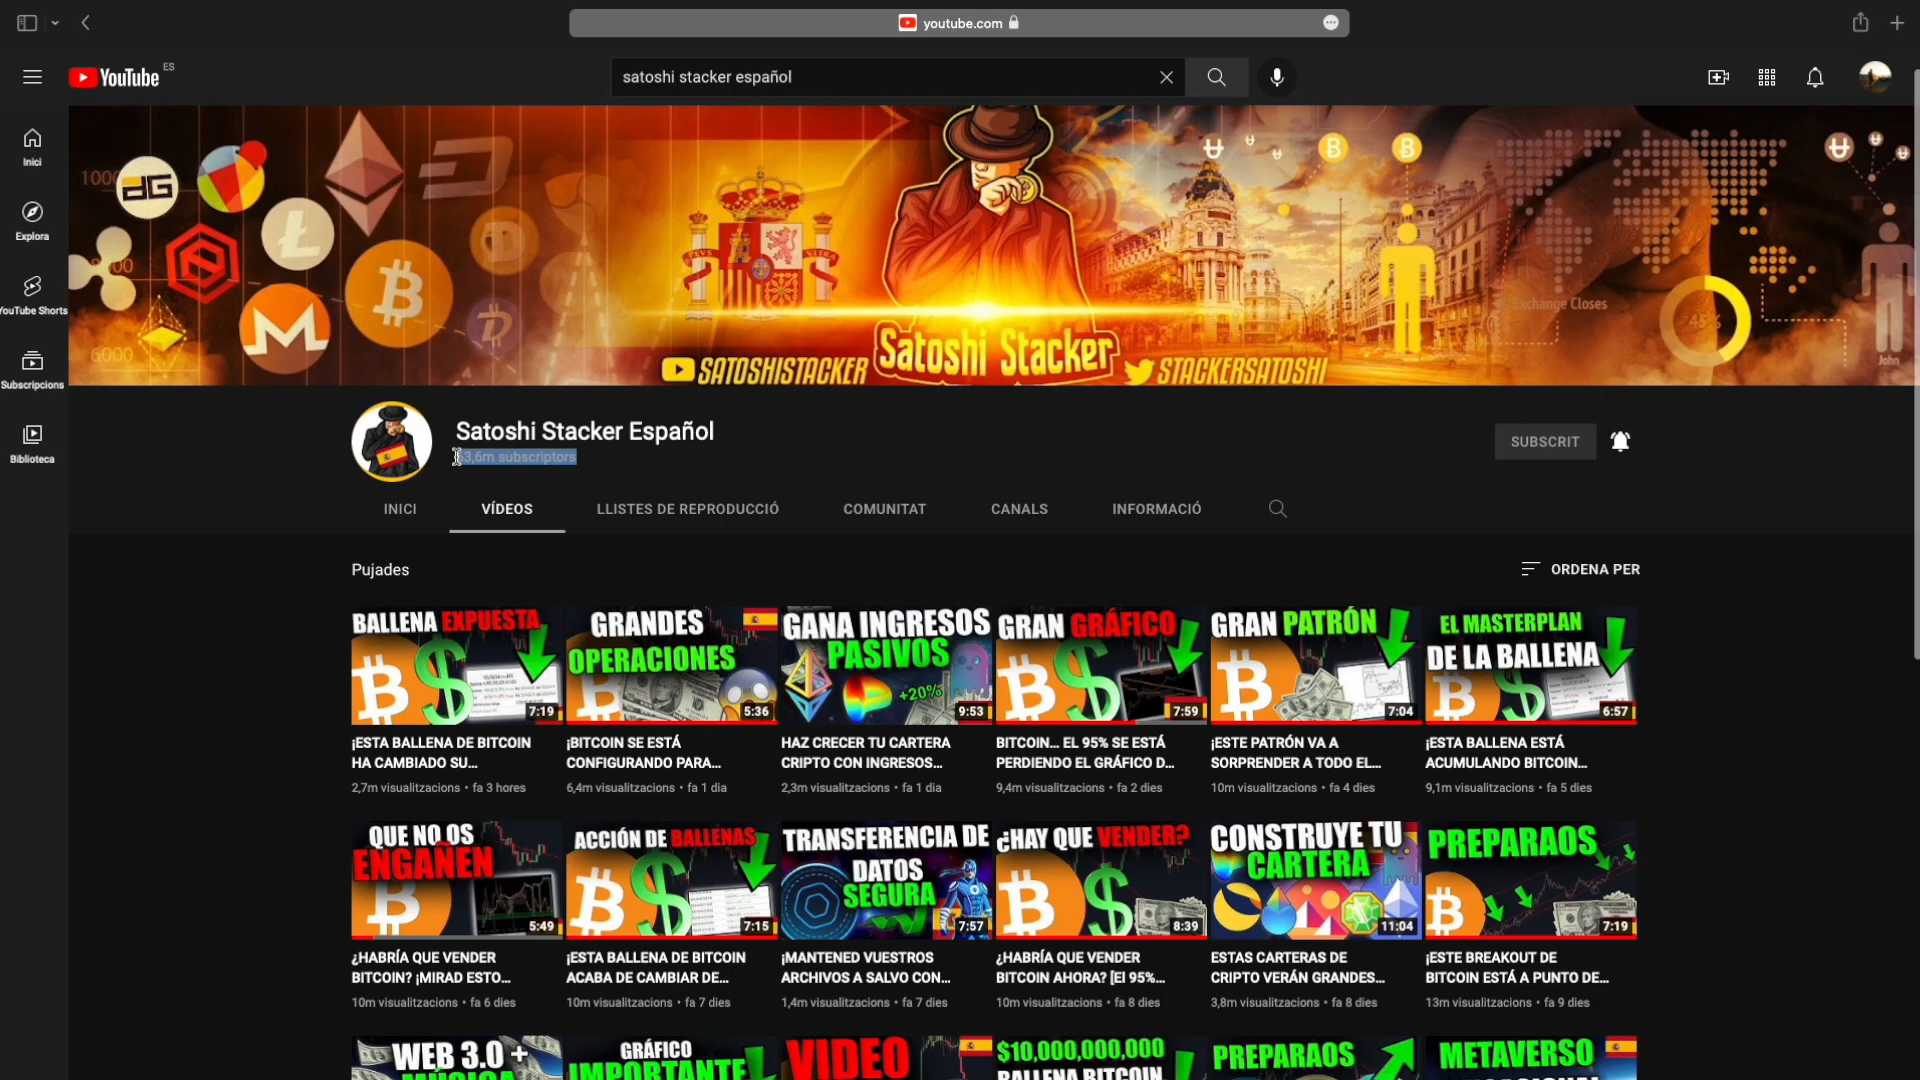 youtube.com
YouTube
ES
satoshi stacker español
Inici
Explora
YouTube Shorts
Subscripcions
Biblioteca
6000
Exchange Closes
45%
John
SATOSHISTACKER
Satoshi Stacker
STACKERSATOSHI
Satoshi Stacker Español
63,6m subscriptors
SUBSCRIT
INICI
VÍDEOS
LLISTES DE REPRODUCCIÓ
COMUNITAT
CANALS
INFORMACIÓ
Pujades
ORDENA PER
BALLENA EXPUESTA
7:19
¡ESTA BALLENA DE BITCOIN
HA CAMBIADO SU...
2,7m visualitzacions • fa 3 hores
GRANDES
OPERACIONES
5:36
¡BITCOIN SE ESTÁ
CONFIGURANDO PARA...
6,4m visualitzacions • fa 1 dia
GANA INGRESOS
PASIVOS
+20%
9:53
HAZ CRECER TU CARTERA
CRIPTO CON INGRESOS...
2,3m visualitzacions • fa 1 dia
GRAN GRÁFICO
7:59
BITCOIN... EL 95% SE ESTÁ
PERDIENDO EL GRÁFICO D...
9,4m visualitzacions • fa 2 dies
GRAN PATRÓN
7:04
¡ESTE PATRÓN VA A
SORPRENDER A TODO EL...
10m visualitzacions • fa 4 dies
EL MASTERPLAN
DE LA BALLENA
6:57
¡ESTA BALLENA ESTÁ
ACUMULANDO BITCOIN...
9,1m visualitzacions • fa 5 dies
QUE NO OS
ENGAÑEN
5:49
¿HABRÍA QUE VENDER
BITCOIN? ¡MIRAD ESTO...
10m visualitzacions • fa 6 dies
ACCIÓN DE BALLENAS
7:15
¡ESTA BALLENA DE BITCOIN
ACABA DE CAMBIAR DE...
10m visualitzacions • fa 7 dies
TRANSFERENCIA DE
DATOS
SEGURA
7:57
¡MANTENED VUESTROS
ARCHIVOS A SALVO CON...
1,4m visualitzacions • fa 7 dies
¿HAY QUE VENDER?
8:39
¿HABRÍA QUE VENDER
BITCOIN AHORA? [El 95%...
10m visualitzacions • fa 8 dies
CONSTRUYE TU
CARTERA
11:04
ESTAS CARTERAS DE
CRIPTO VERÁN GRANDES...
3,8m visualitzacions • fa 8 dies
PREPARAOS
7:19
¡ESTE BREAKOUT DE
BITCOIN ESTÁ A PUNTO DE...
13m visualitzacions • fa 9 dies
WEB 3.0 +
MÚSICA
GRÁFICO
IMPORTANTE
VIDEO
$10,000,000,000
BALLENA BITCOIN
PREPARAOS
METAVERSO